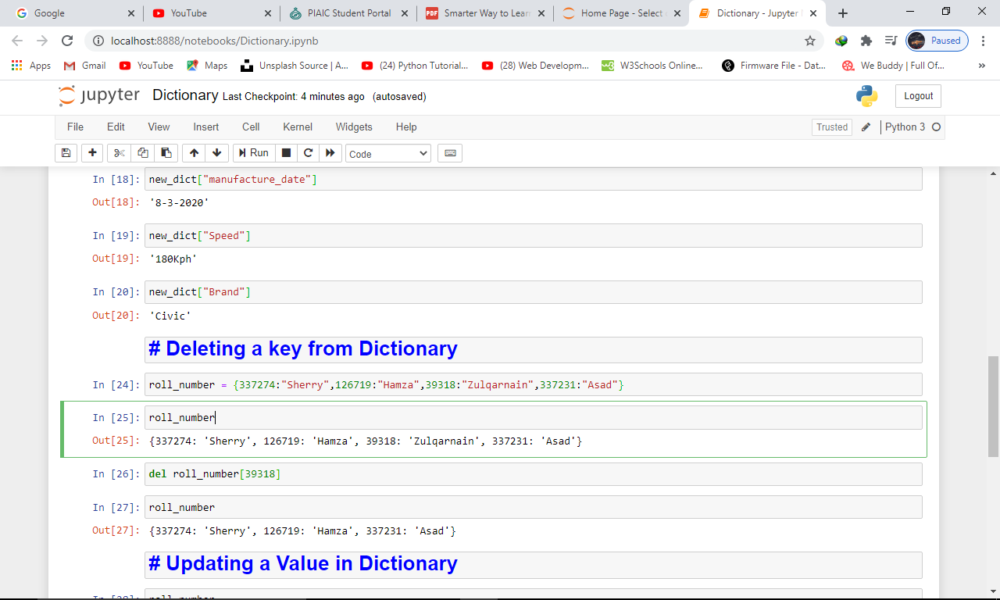 Google
YouTube
PIAIC Student Portal
Smarter Way to Lear
Home Page - Select
Dictionary - Jupyter
localhost:8888/notebooks/Dictionary.ipynb
Paused
Apps
Gmail
YouTube
Maps
Unsplash Source | A...
(24) Python Tutorial...
(28) Web Developm...
W3Schools Online...
Firmware File - Dat...
We Buddy | Full Of...
»
jupyter
Dictionary Last Checkpoint: 4 minutes ago (autosaved)
Logout
File Edit View Insert Cell Kernel Widgets Help
Trusted
Python 3
Run
Code
In [18]: new_dict["manufacture_date"]
Out[18]: '8-3-2020'
In [19]: new_dict["Speed"]
Out[19]: '180Kph'
In [20]: new_dict["Brand"]
Out[20]: 'Civic'
# Deleting a key from Dictionary
In [24]: roll_number = {337274:"Sherry",126719:"Hamza",39318:"Zulqarnain",337231:"Asad"}
In [25]: roll_number
Out[25]: {337274: 'Sherry', 126719: 'Hamza', 39318: 'Zulqarnain', 337231: 'Asad'}
In [26]: del roll_number[39318]
In [27]: roll_number
Out[27]: {337274: 'Sherry', 126719: 'Hamza', 337231: 'Asad'}
# Updating a Value in Dictionary
In [28]: roll_number